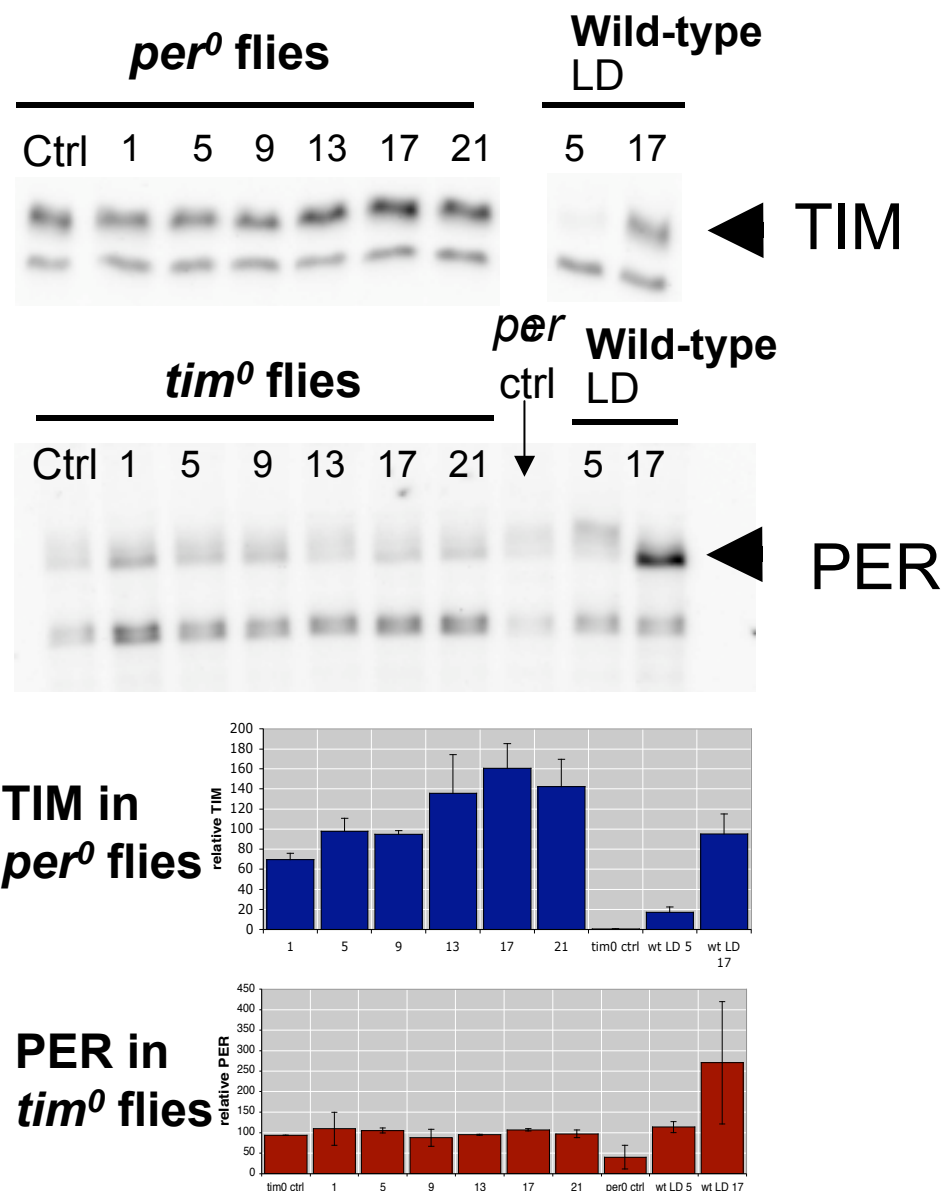 per⁰ flies
Wild-type
LD
Ctrl 1 5 9 13 17 21
5 17
TIM
tim⁰ flies
ctrl
Wild-type
LD
Ctrl 1 5 9 13 17 21
5 17
PER
TIM in
per⁰ flies
relative TIM
200
180
160
140
120
100
80
60
40
20
0
1 5 9 13 17 21 tim0 ctrl wt LD 5 wt LD
17
PER in
tim⁰ flies
relative PER
450
400
350
300
250
200
150
100
50
0
tim0 ctrl 1 5 9 13 17 21 per0 ctrl wt LD 5 wt LD 17